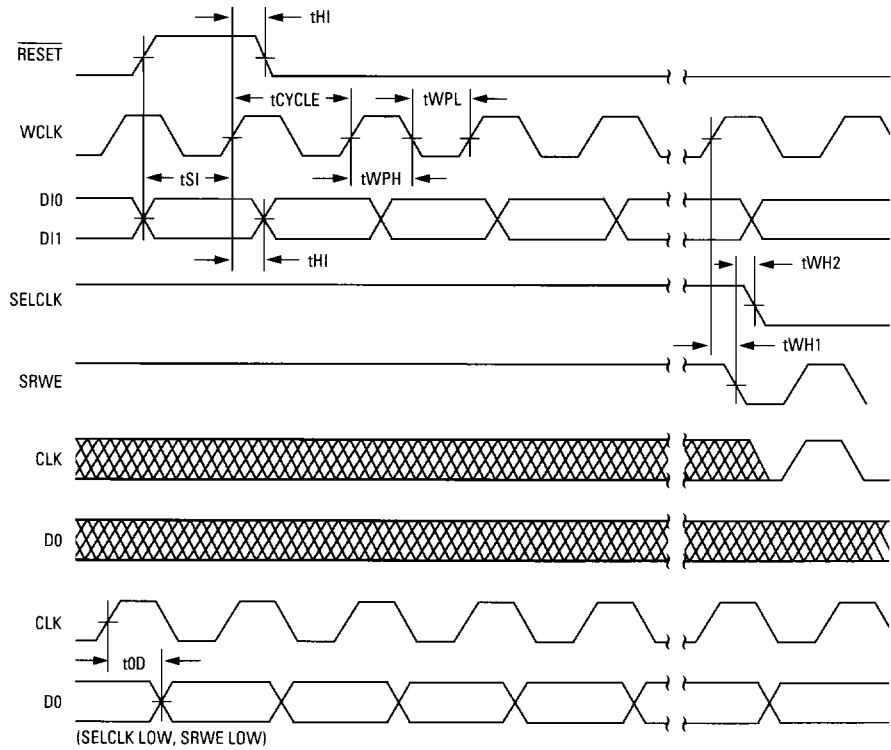 tHI
RESET
tCYCLE
tWPL
WCLK
tSI
tWPH
DI0
DI1
tHI
tWH2
SELCLK
tWH1
SRWE
CLK
D0
CLK
t0D
D0
(SELCLK LOW, SRWE LOW)